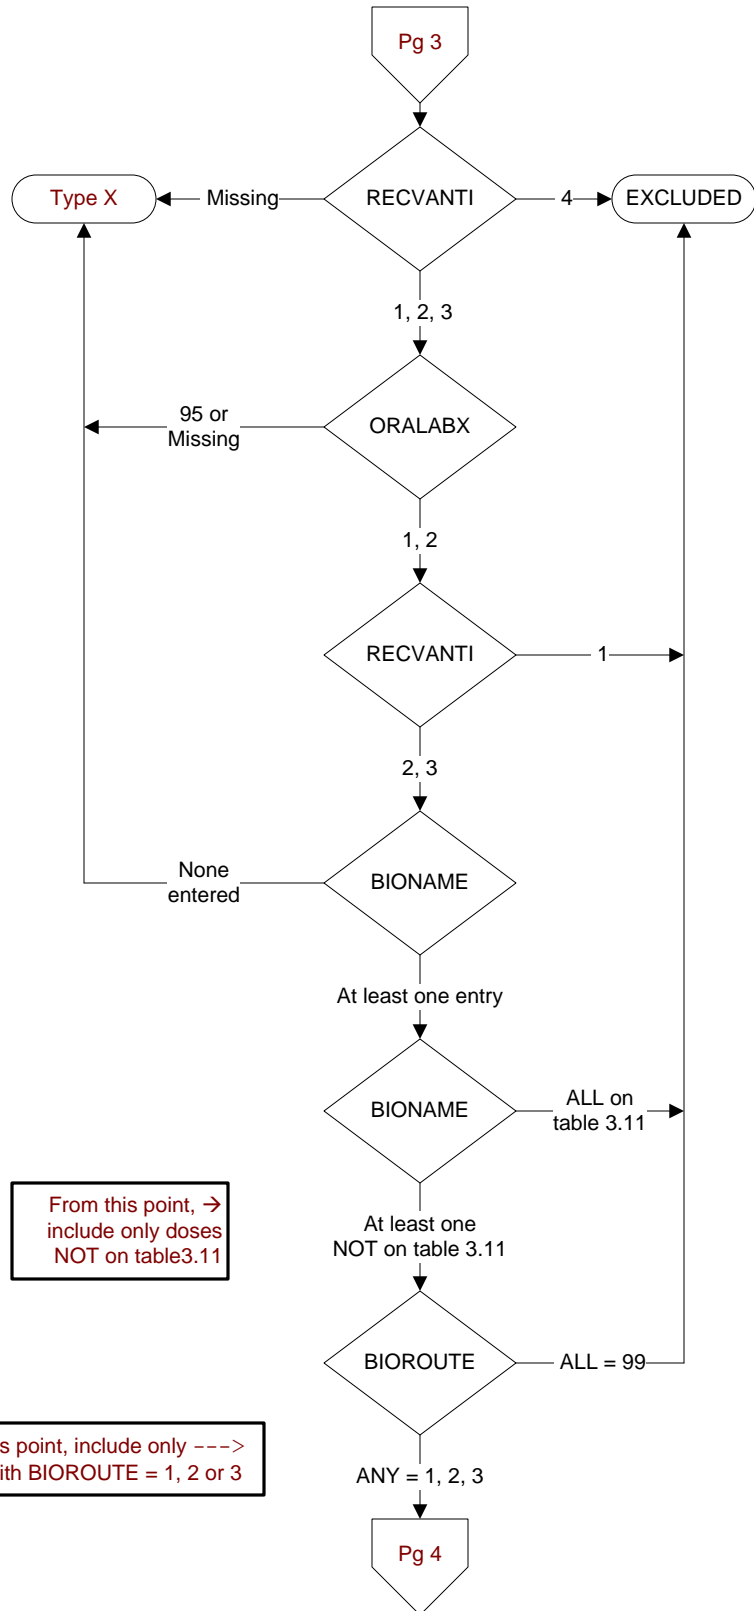 Pg 3
Type X
Missing
RECVANTI
4
EXCLUDED
1, 2, 3
95 or
Missing
ORALABX
1, 2
RECVANTI
1
2, 3
None
entered
BIONAME
At least one entry
BIONAME
ALL on
table 3.11
From this point, →
include only doses
NOT on table3.11
At least one
NOT on table 3.11
BIOROUTE
ALL = 99
point, include only --->
BIOROUTE = 1, 2 or 3
ANY = 1, 2, 3
Pg 4